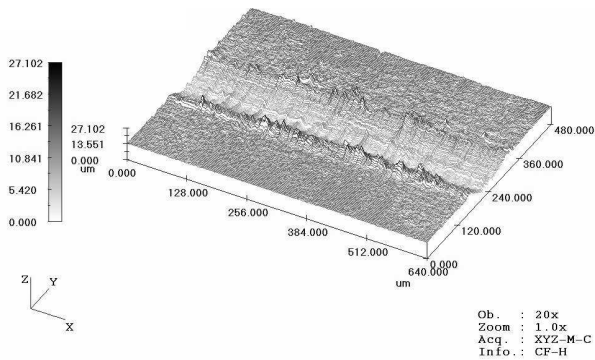 27.102
21.682
16.261
10.841
5.420
0.000
27.102
13.551
0.000
um
0.000
128.000
256.000
384.000
512.000
640.000
um
0.000
120.000
240.000
360.000
480.000
Z
Y
X
Ob. : 20x
Zoom : 1.0x
Acq. : XYZ-M-C
Info.: CF-H